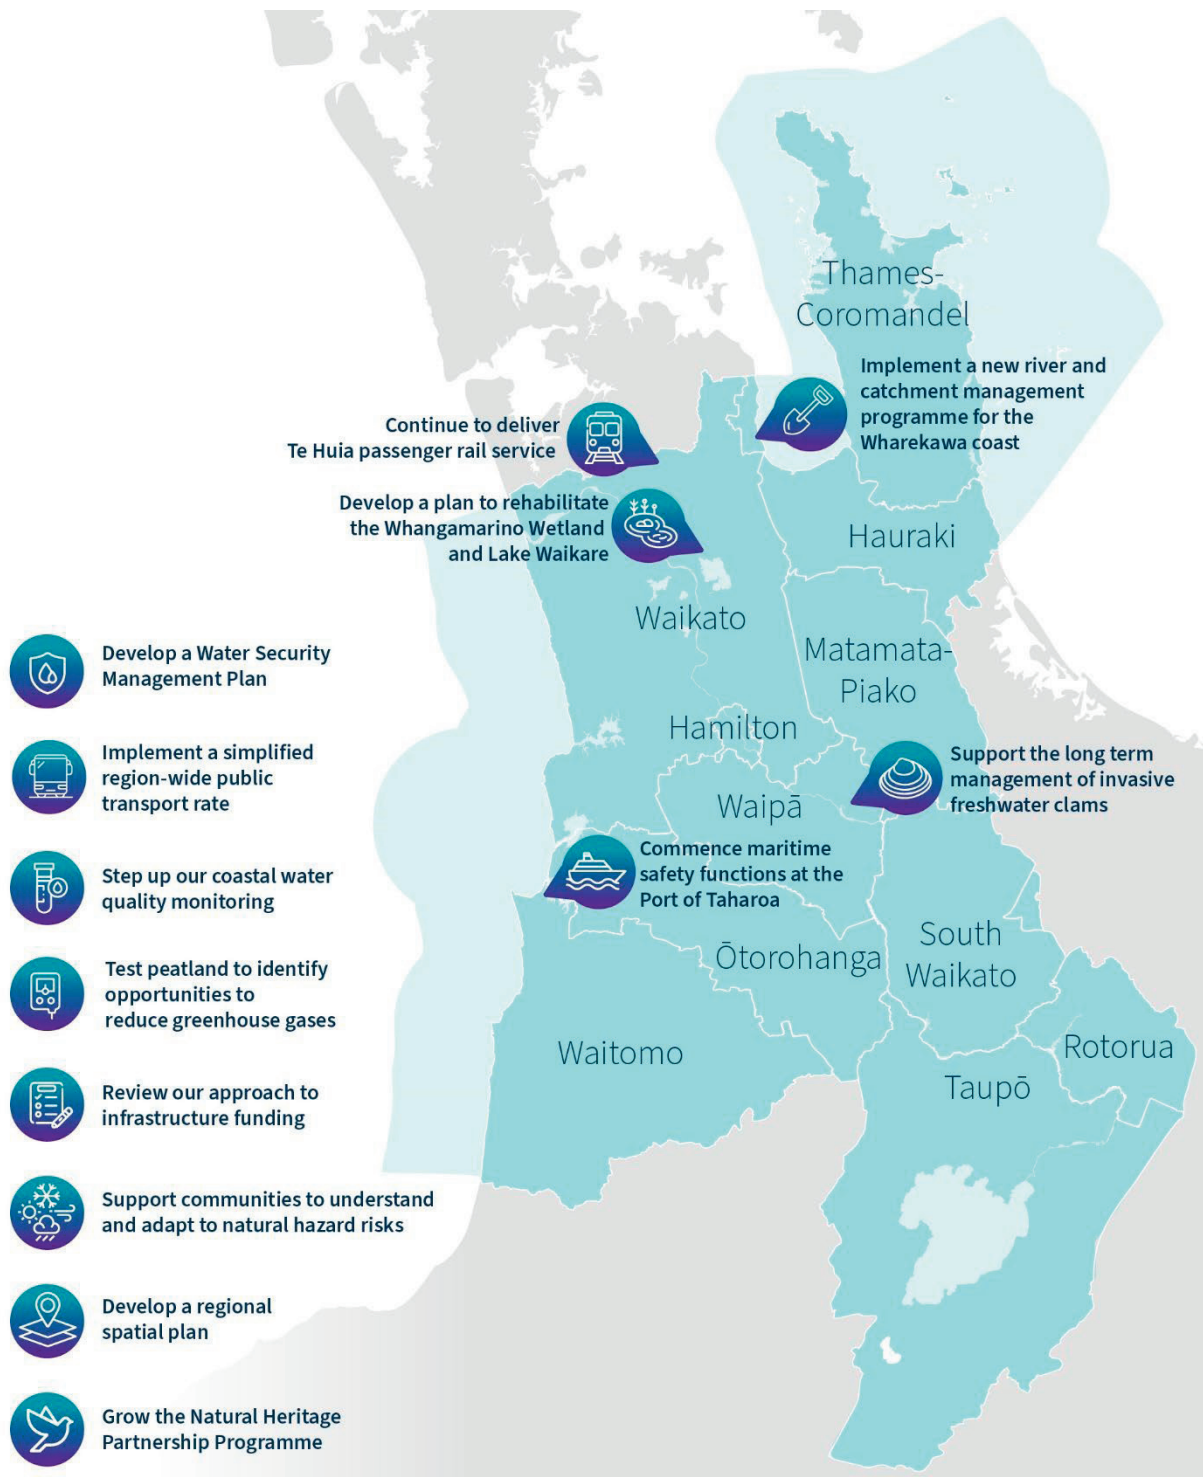 Thames-
Coromandel
Implement a new river and
catchment management
programme for the
Wharekawa coast
Continue to deliver
Te Huia passenger rail service
Develop a plan to rehabilitate
the Whangamarino Wetland
and Lake Waikare
Hauraki
Waikato
Matamata-
Piako
Hamilton
Support the long term
management of invasive
freshwater clams
Waipā
Commence maritime
safety functions at the
Port of Taharoa
South
Waikato
Ōtorohanga
Waitomo
Rotorua
Taupō
Develop a Water Security
Management Plan
Implement a simplified
region-wide public
transport rate
Step up our coastal water
quality monitoring
Test peatland to identify
opportunities to
reduce greenhouse gases
Review our approach to
infrastructure funding
Support communities to understand
and adapt to natural hazard risks
Develop a regional
spatial plan
Grow the Natural Heritage
Partnership Programme